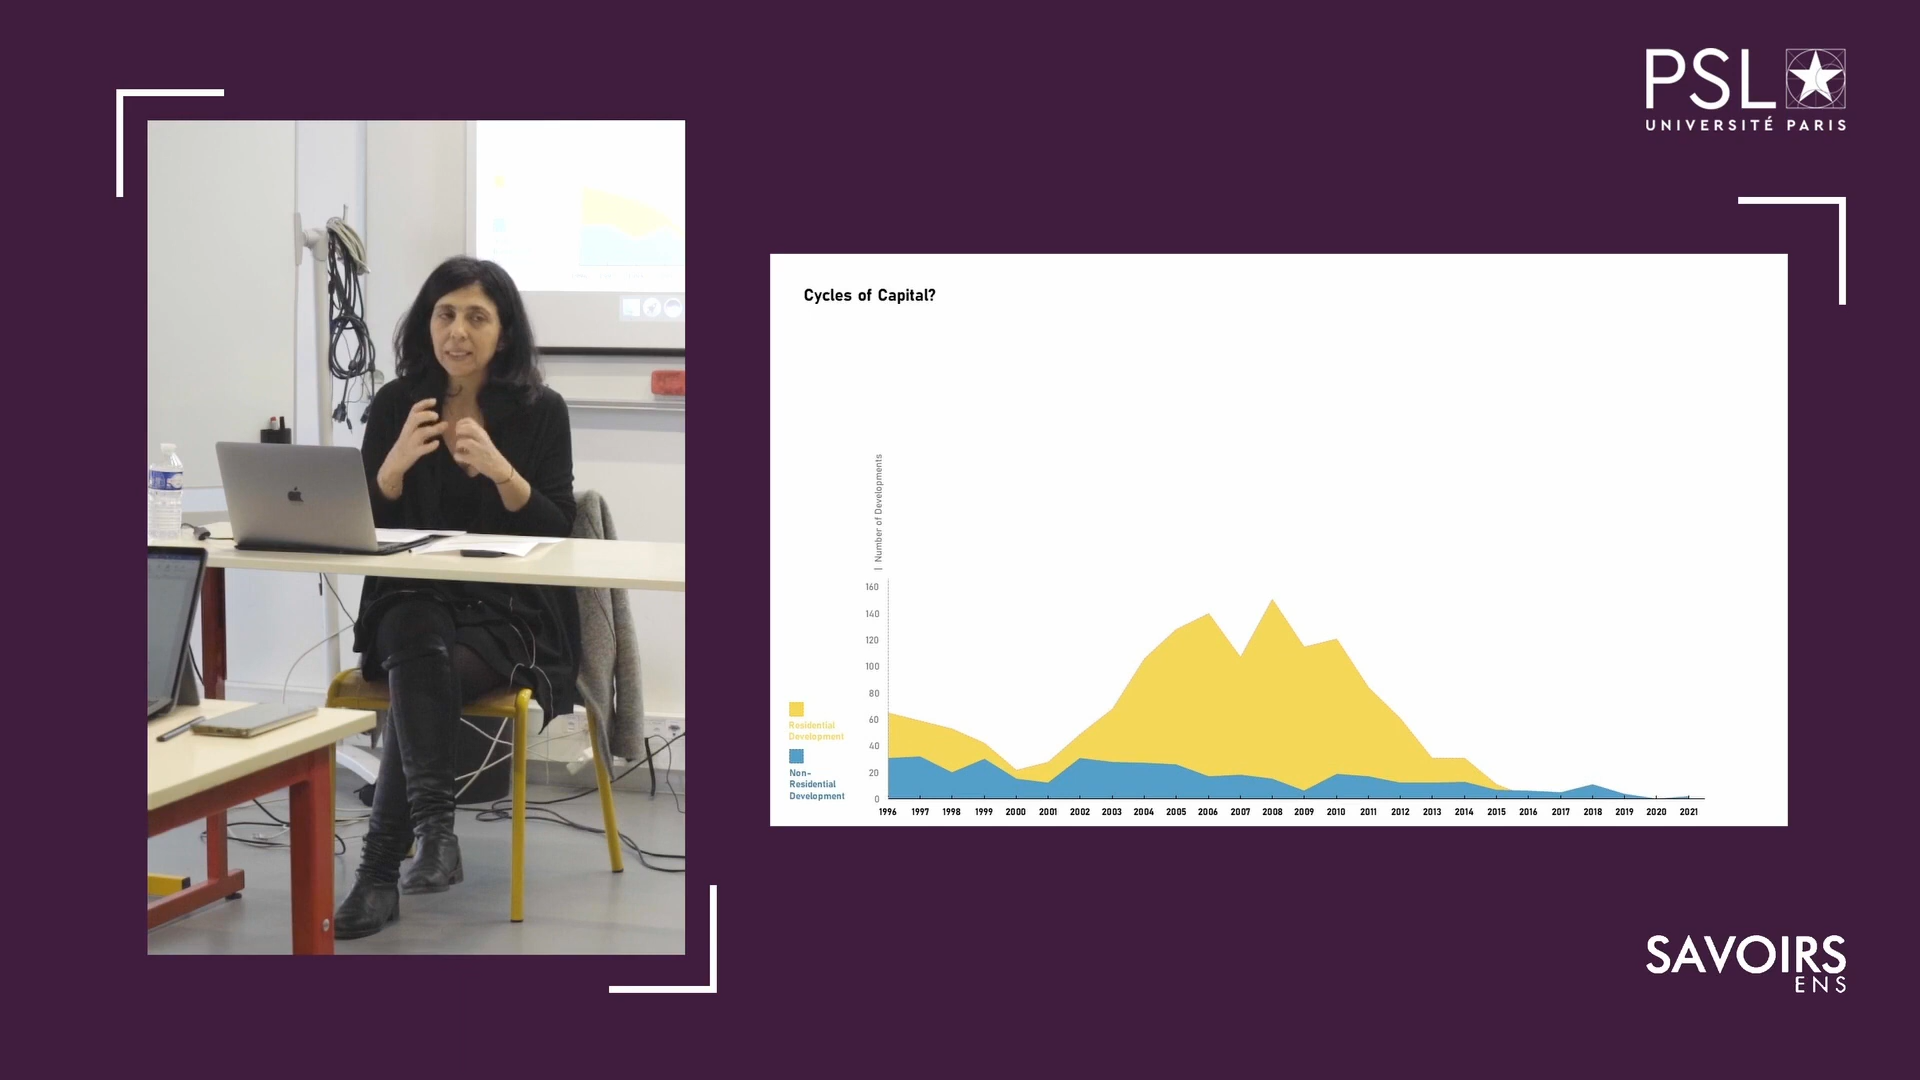 PSL
UNIVERSITÉ PARIS
Cycles of Capital?
| Number of Developments
160
140
120
100
80
60
40
20
0
Residential
Development
Non-
Residential
Development
1996 1997 1998 1999 2000 2001 2002 2003 2004 2005 2006 2007 2008 2009 2010 2011 2012 2013 2014 2015 2016 2017 2018 2019 2020 2021
SAVOIRS
ENS